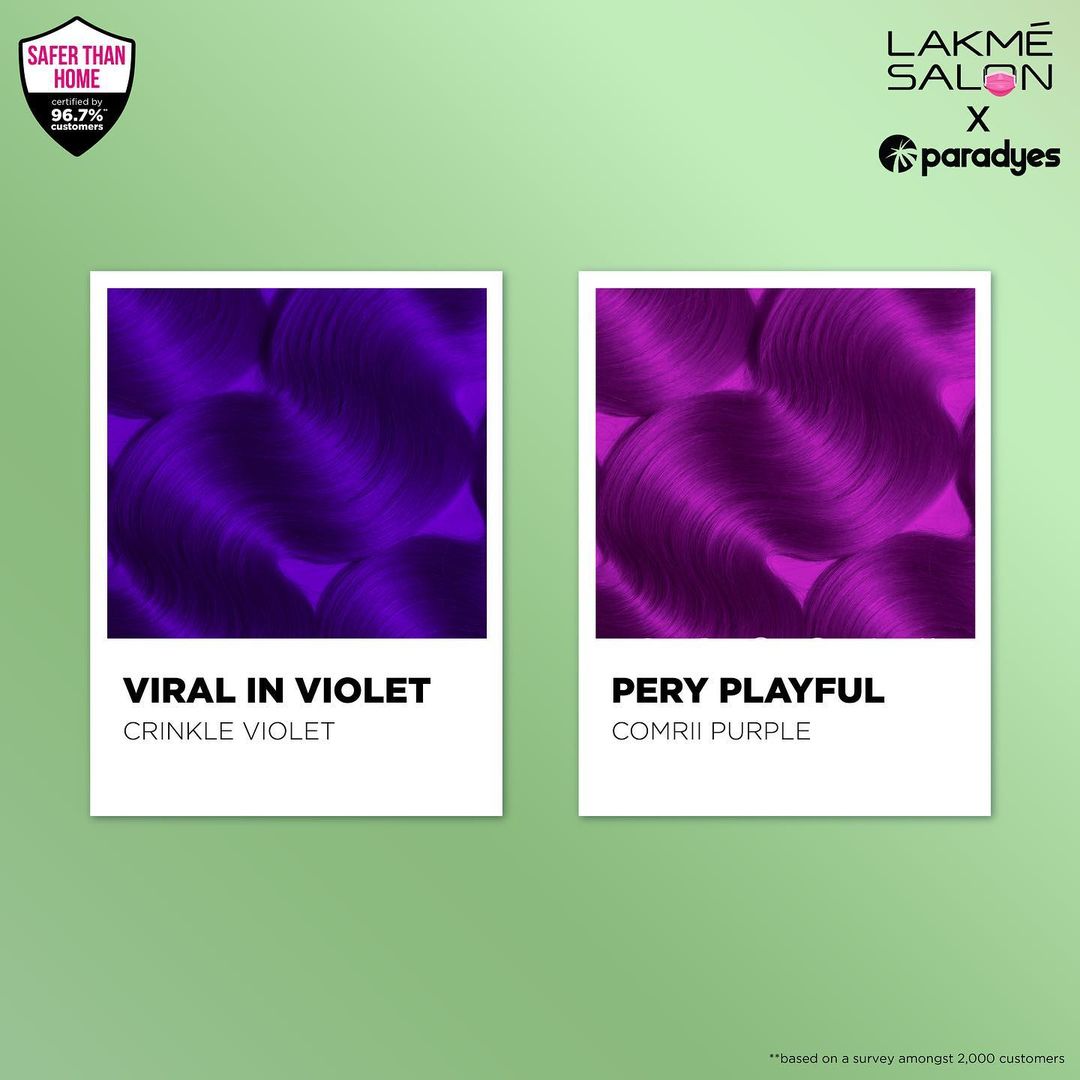 SAFER THAN
HOME
certified by
96.7%**
customers
LAKMÉ
SALON
X
paradyes
VIRAL IN VIOLET
CRINKLE VIOLET
PERY PLAYFUL
COMRII PURPLE
**based on a survey amongst 2,000 customers